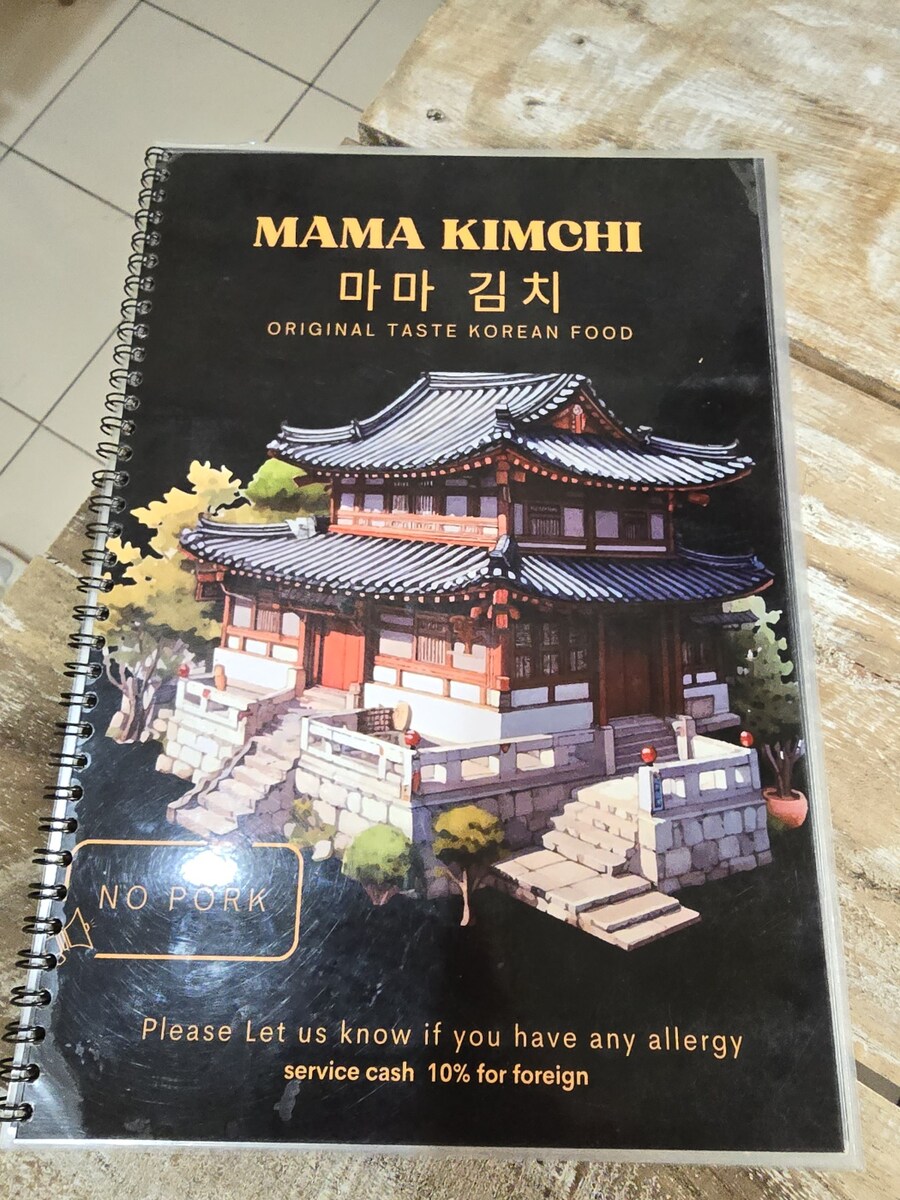 MAMA KIMCHI
마마 김치
ORIGINAL TASTE KOREAN FOOD
NO PORK
Please Let us know if you have any allergy
service cash 10% for foreign